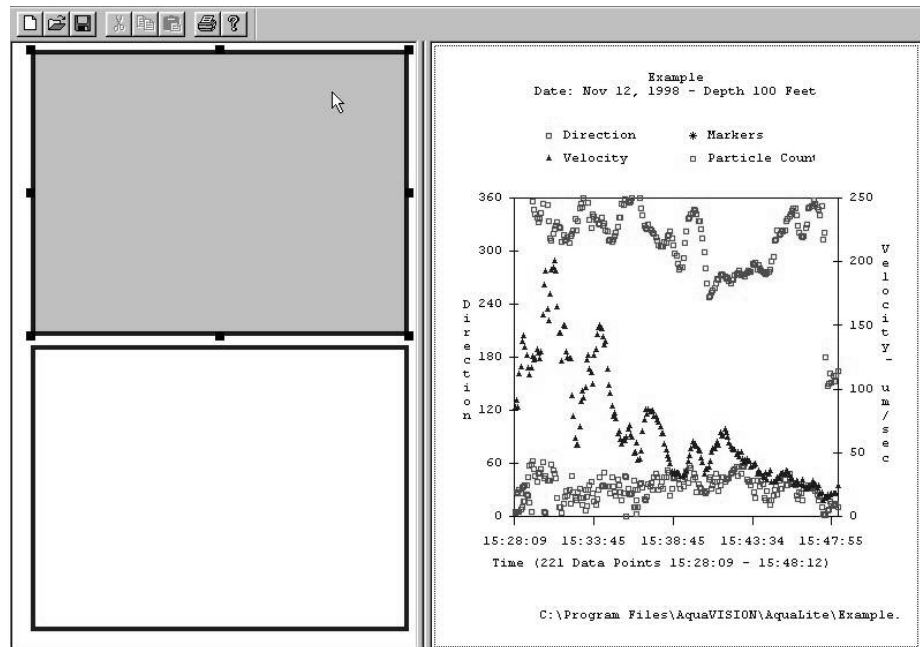 Example
Date: Nov 12, 1998 - Depth 100 Feet
Direction
Markers
Velocity
Particle Coun
360
300
240
180
120
60
0
Direction
250
200
150
100
50
0
Velocity- um/sec
15:28:09 15:33:45 15:38:45 15:43:34 15:47:55
Time (221 Data Points 15:28:09 - 15:48:12)
C:\Program Files\AquaVISION\AquaLite\Example.